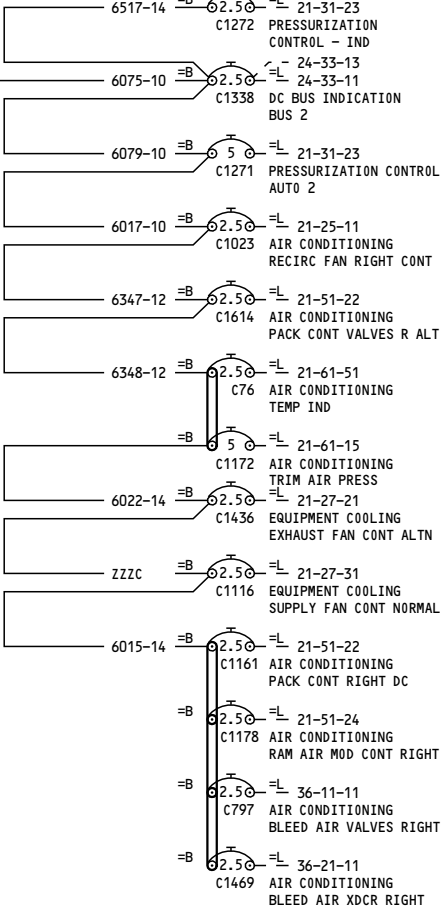 6517-14 =B 2.5 =L 21-31-23
C1272 PRESSURIZATION
CONTROL - IND
24-33-13
6075-10 =B 2.5 =L 24-33-11
C1338 DC BUS INDICATION
BUS 2
6079-10 =B 5 =L 21-31-23
C1271 PRESSURIZATION CONTROL
AUTO 2
6017-10 =B 2.5 =L 21-25-11
C1023 AIR CONDITIONING
RECIRC FAN RIGHT CONT
6347-12 =B 2.5 =L 21-51-22
C1614 AIR CONDITIONING
PACK CONT VALVES R ALT
6348-12 =B 2.5 =L 21-61-51
C76 AIR CONDITIONING
TEMP IND
=B 5 =L 21-61-15
C1172 AIR CONDITIONING
TRIM AIR PRESS
6022-14 =B 2.5 =L 21-27-21
C1436 EQUIPMENT COOLING
EXHAUST FAN CONT ALTN
ZZZC =B 2.5 =L 21-27-31
C1116 EQUIPMENT COOLING
SUPPLY FAN CONT NORMAL
6015-14 =B 2.5 =L 21-51-22
C1161 AIR CONDITIONING
PACK CONT RIGHT DC
=B 2.5 =L 21-51-24
C1178 AIR CONDITIONING
RAM AIR MOD CONT RIGHT
=B 2.5 =L 36-11-11
C797 AIR CONDITIONING
BLEED AIR VALVES RIGHT
=B 2.5 =L 36-21-11
C1469 AIR CONDITIONING
BLEED AIR XDCR RIGHT